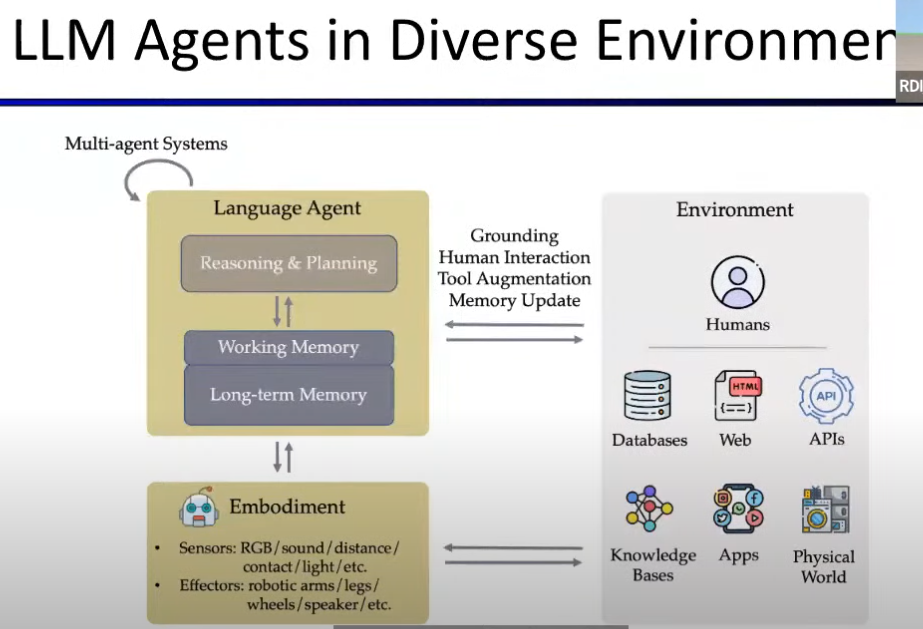 LLM Agents in Diverse Environmen
RDI
Multi-agent Systems
Language Agent
Reasoning & Planning
Working Memory
Long-term Memory
Grounding
Human Interaction
Tool Augmentation
Memory Update
Environment
Humans
HTML
{==}
API
Databases
Web
APIs
Knowledge
Bases
Apps
Physical
World
Embodiment
• Sensors: RGB/sound/distance/
contact/light/etc.
• Effectors: robotic arms/legs/
wheels/speaker/etc.